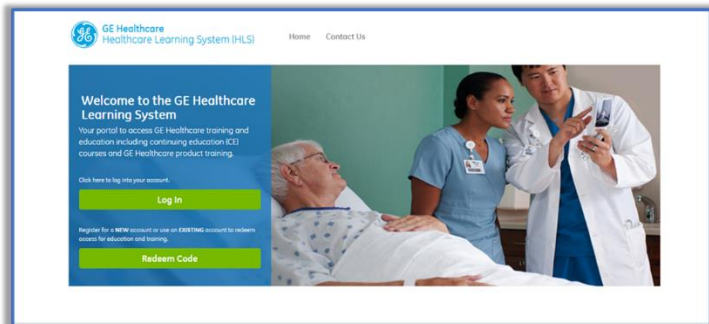 GE Healthcare
Healthcare Learning System (HLS)
Home Contact Us
Welcome to the GE Healthcare
Learning System
Your portal to access GE Healthcare training and
education including continuing education (CE)
courses and GE Healthcare product training.
Click here to log into your account.
Log In
Register for a NEW account or use an EXISTING account to redeem
access for education and training.
Redeem Code